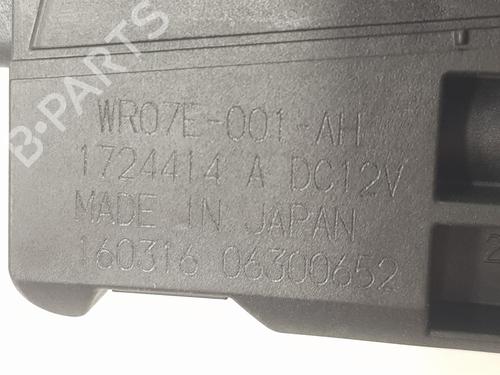 B-PARTS
WR07E-001-AH
1724414 A DC12V
MADE IN JAPAN
160316 06300652